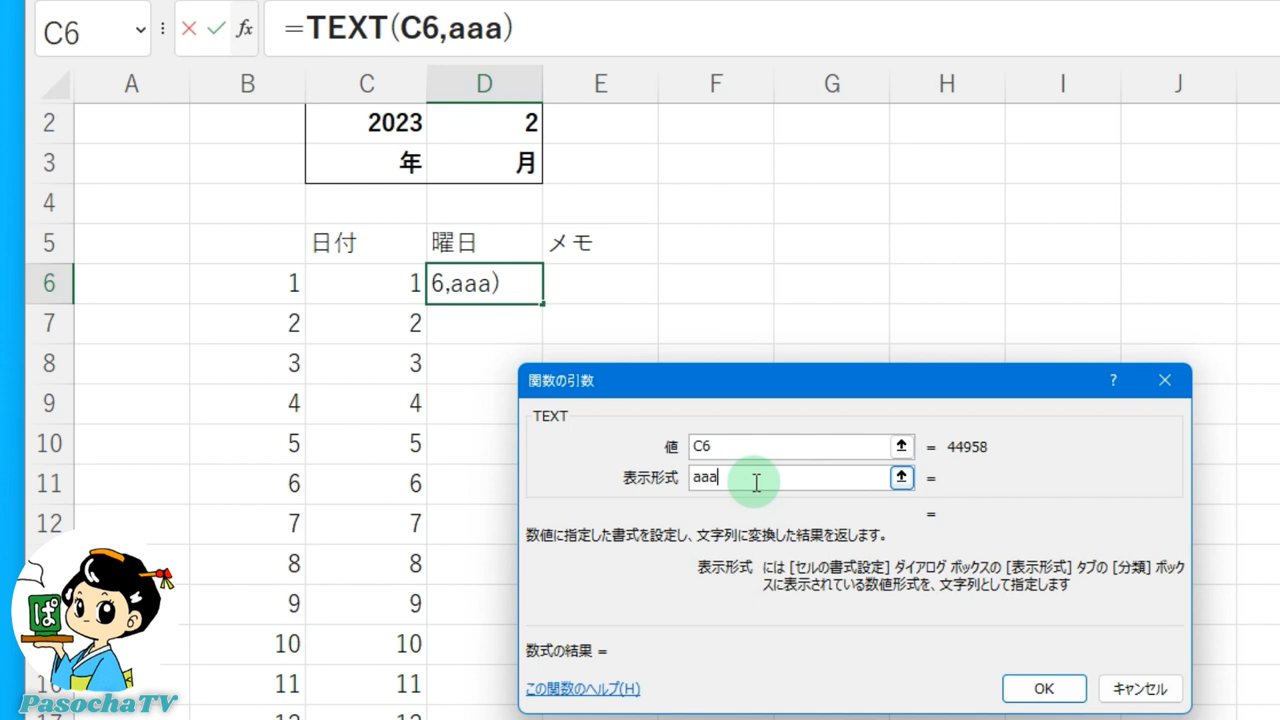 C6 fx =TEXT(C6,aaa)
A B C D E F G H I J
2 2023 2
3 年 月
4
5 日付 曜日 メモ
6 1 1 6,aaa)
7 2 2
8 3 3
関数の引数 ? ×
9 4 4
TEXT
10 5 5
値 C6 = 44958
11 6 6
表示形式 aaa =
=
12 7 7
数値に指定した書式を設定し、文字列に変換した結果を返します。
8 8
表示形式 には [セルの書式設定] ダイアログ ボックスの [表示形式] タブの [分類] ボック
スに表示されている数値形式を、文字列として指定します
9 9
10 10
数式の結果 =
16 11 11
この関数のヘルプ(H) OK キャンセル
ぱ
PasochaTV